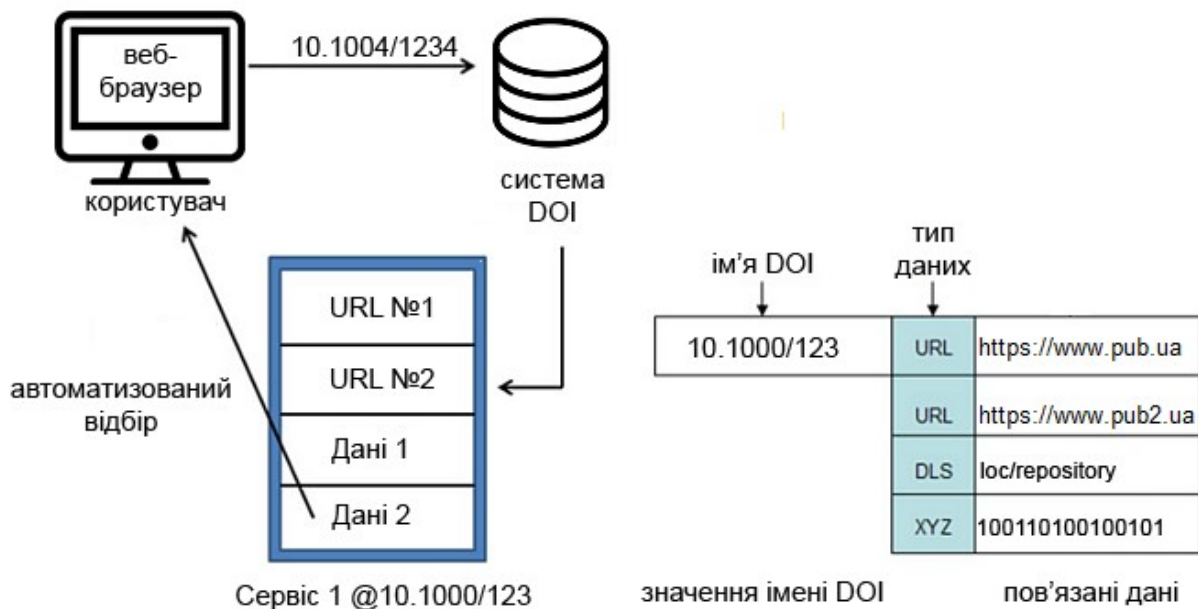 веб-
браузер
10.1004/1234
користувач
система
DOI
URL №1
URL №2
Дані 1
Дані 2
автоматизований
відбір
Сервіс 1 @10.1000/123
ім’я DOI
тип
даних
10.1000/123 URL https://www.pub.ua
URL https://www.pub2.ua
DLS loc/repository
XYZ 100110100100101
значення імені DOI
пов’язані дані